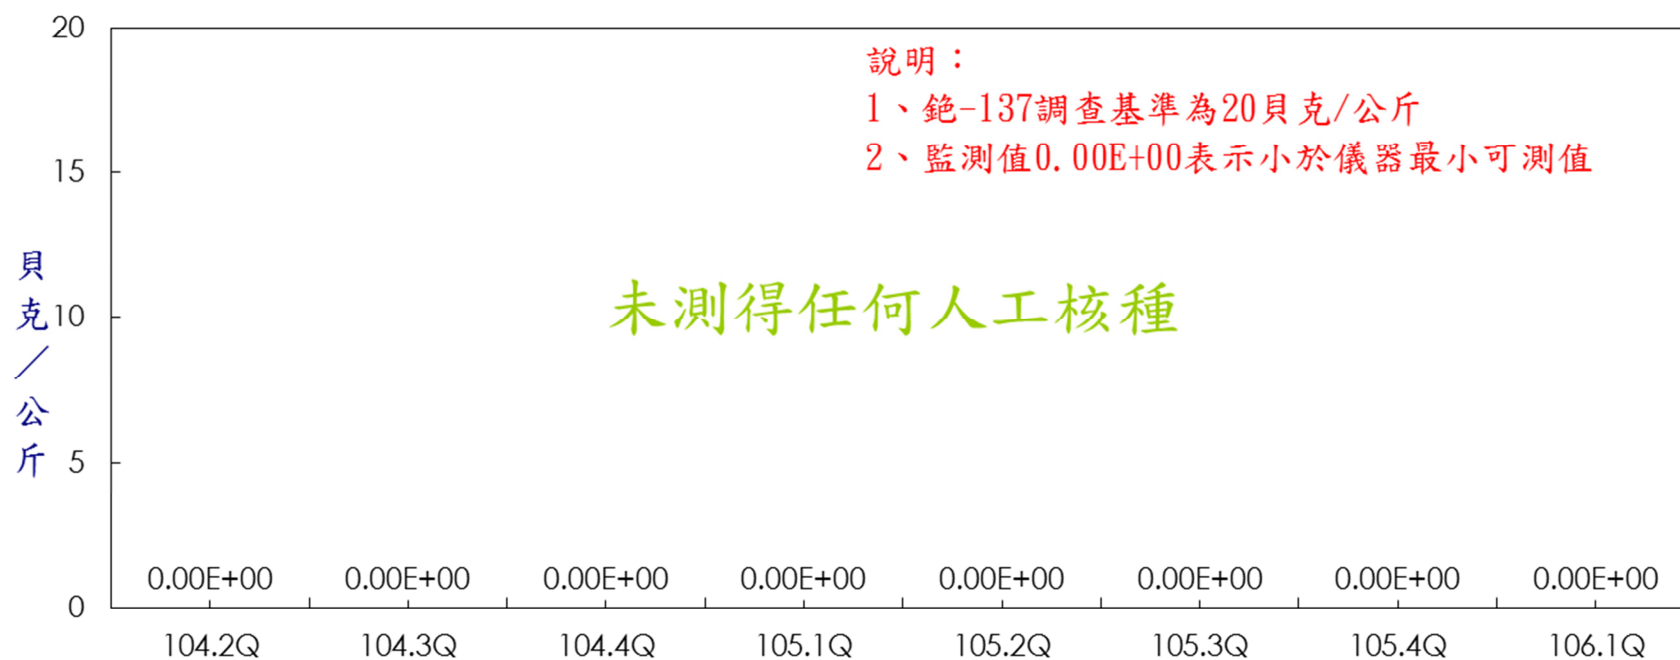 20
說明：
1、銫-137調查基準為20貝克/公斤
2、監測值0.00E+00表示小於儀器最小可測值
15
貝克/公斤
未測得任何人工核種
10
5
0.00E+00 0.00E+00 0.00E+00 0.00E+00 0.00E+00 0.00E+00 0.00E+00 0.00E+00
0
104.2Q 104.3Q 104.4Q 105.1Q 105.2Q 105.3Q 105.4Q 106.1Q